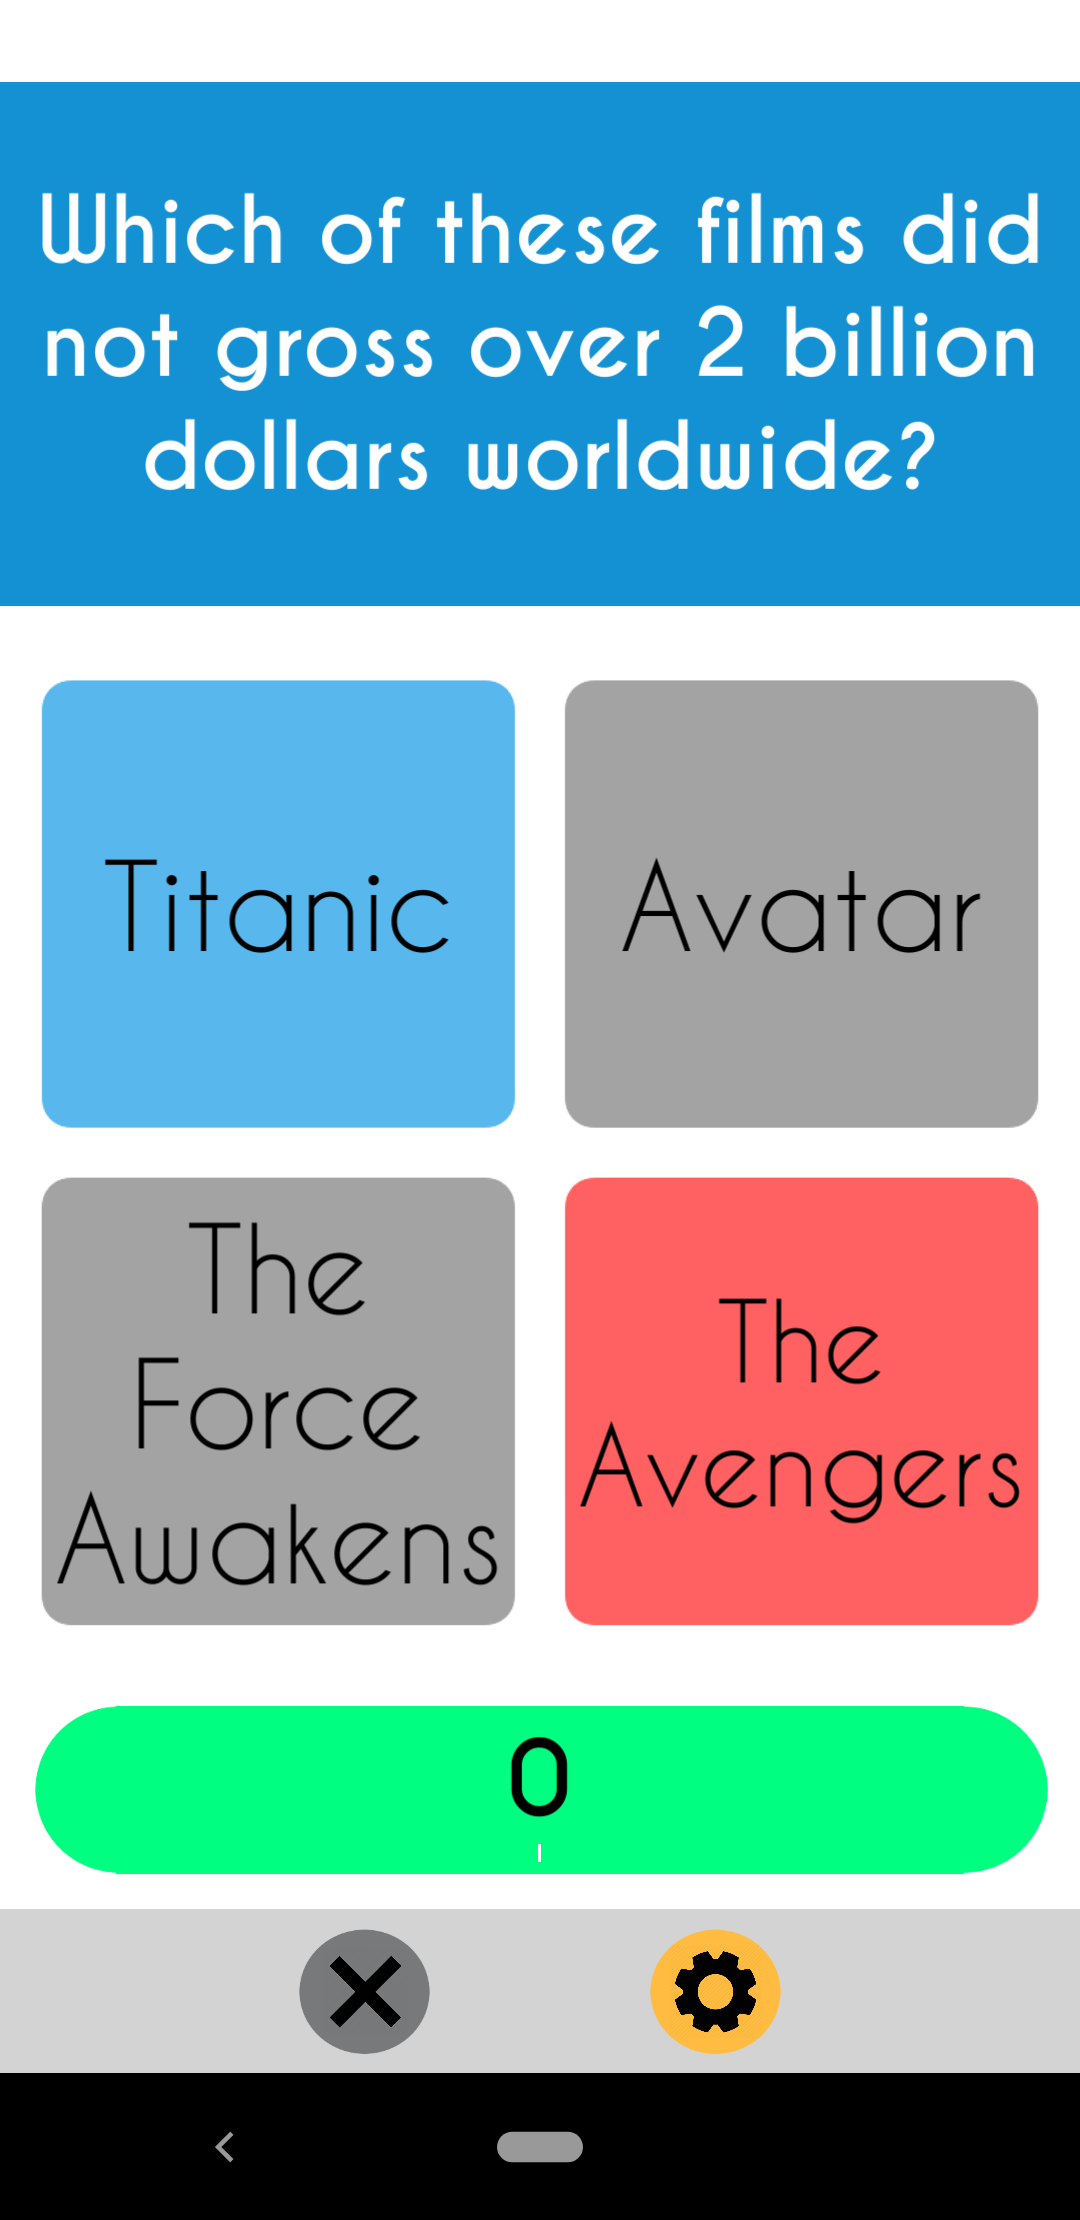 Which of these films did
not gross over 2 billion
dollars worldwide?
Titanic
Avatar
The
Force
Awakens
The
Avengers
0